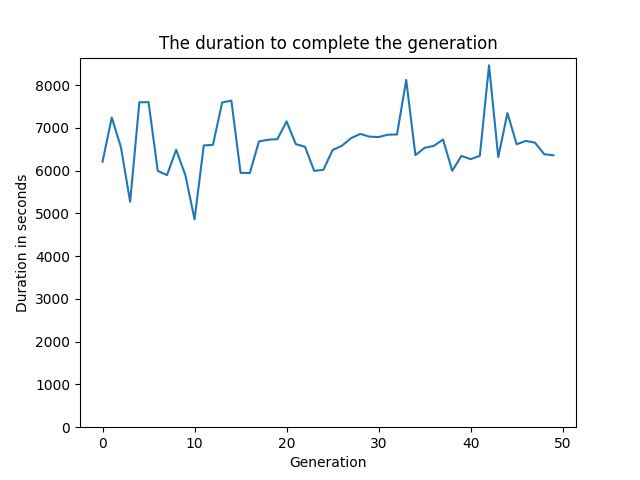 The duration to complete the generation
8000
7000
6000
5000
4000
3000
2000
1000
0
Duration in seconds
0 10 20 30 40 50
Generation